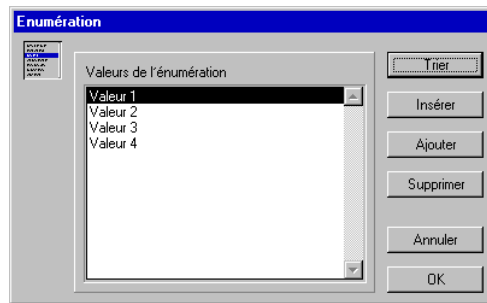 Enumération
Valeurs de l'énumération
Valeur 1
Valeur 2
Valeur 3
Valeur 4
Trier
Insérer
Ajouter
Supprimer
Annuler
OK